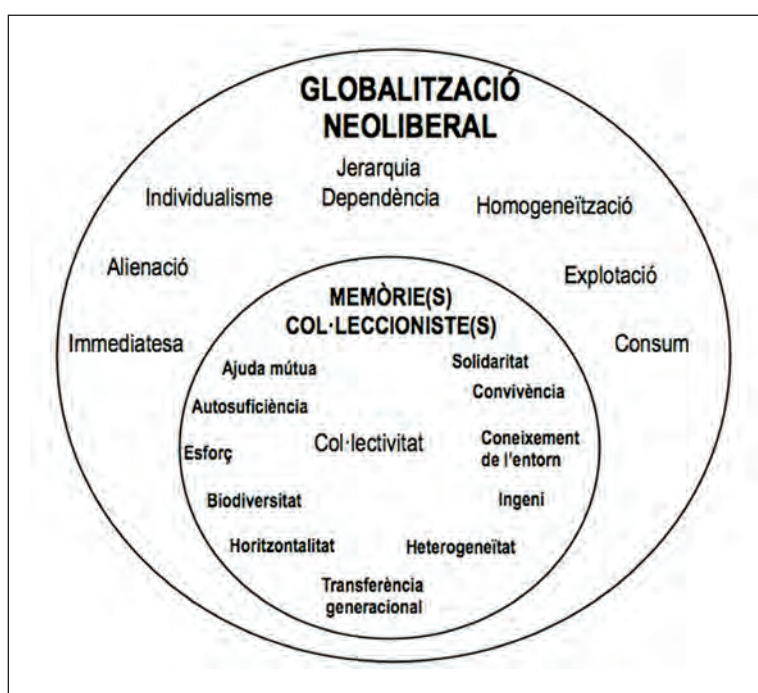 GLOBALITZACIÓ
NEOLIBERAL
Jerarquia
Individualisme
Dependència
Homogeneïtzació
Alienació
Explotació
Immediatesa
Consum
MEMÒRIE(S)
COL·LECCIONISTE(S)
Ajuda mútua
Solidaritat
Convivència
Autosuficiència
Col·lectivitat
Esforç
Coneixement
de l'entorn
Biodiversitat
Ingeni
Horitzontalitat
Heterogeneïtat
Transferència
generacional